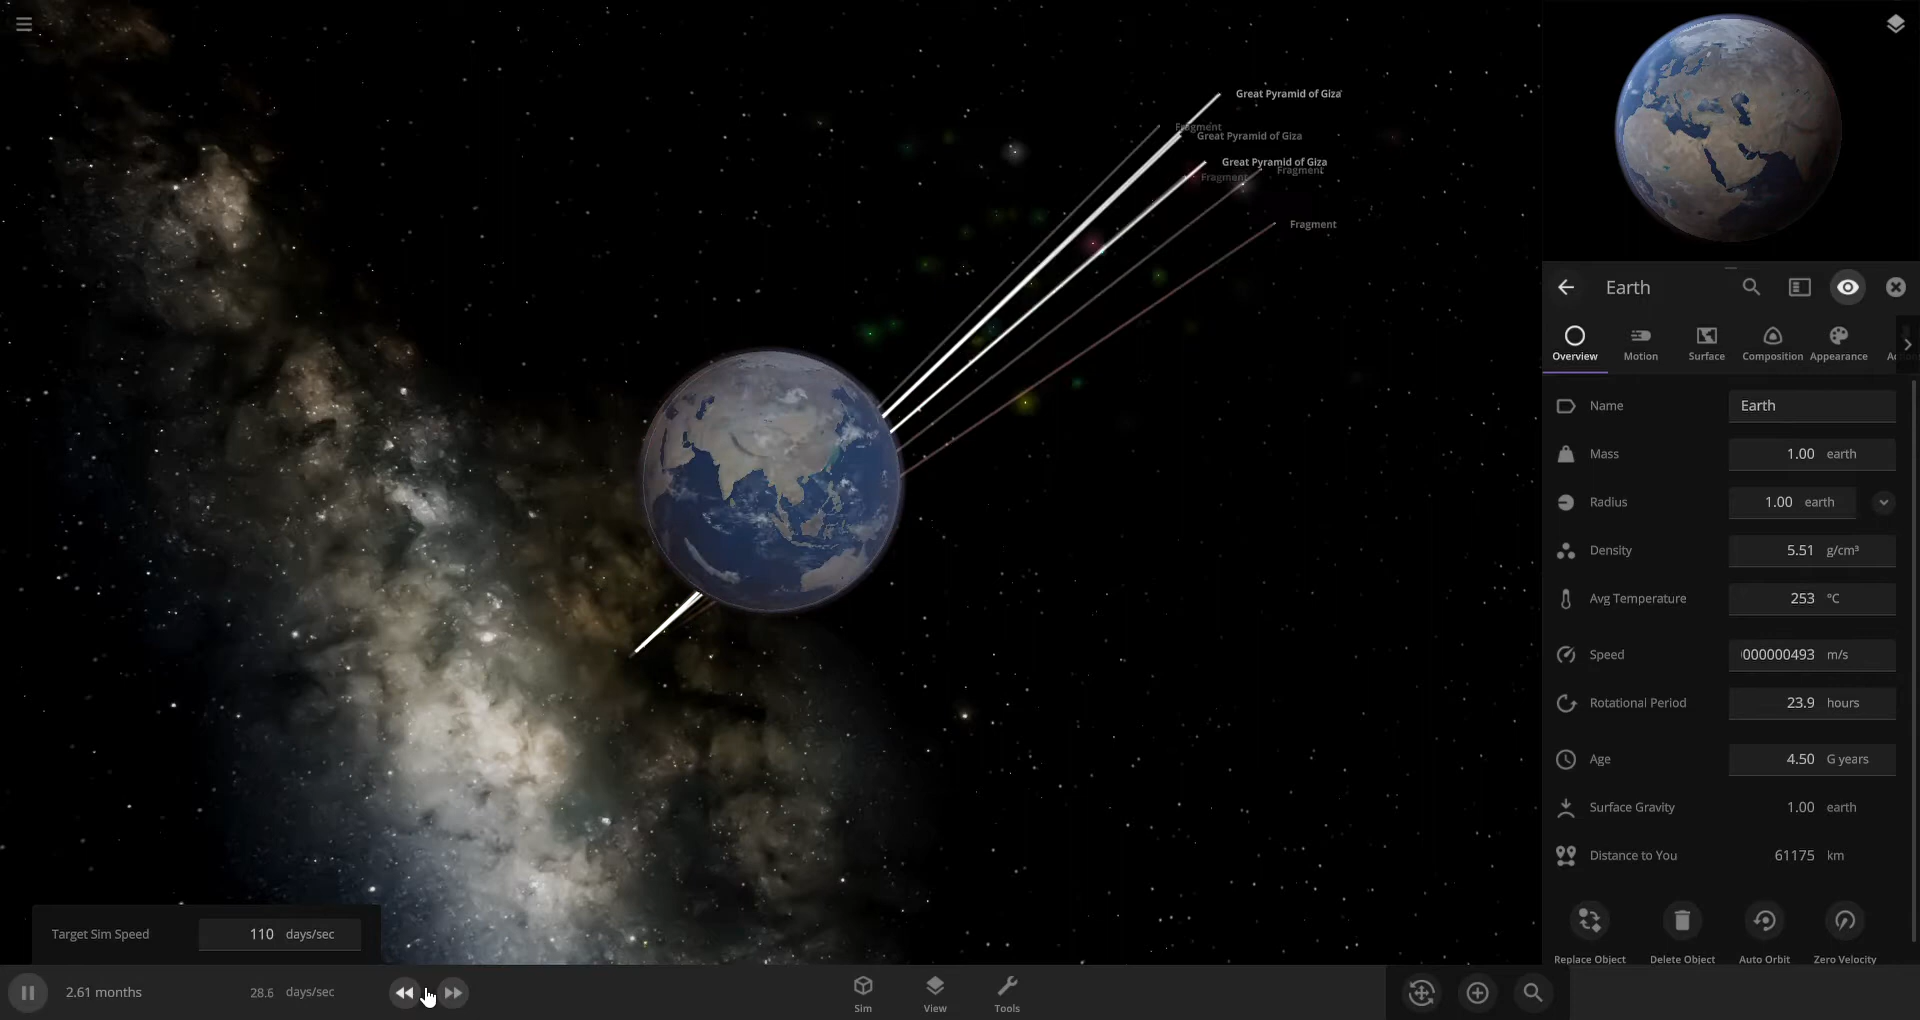 Great Pyramid of Giza
Fragment
Great Pyramid of Giza
Great Pyramid of Giza
Fragment
Fragment
Fragment
Earth
Overview
Motion
Surface
Composition
Appearance
Name
Earth
Mass
1.00 earth
Radius
1.00 earth
Density
5.51 g/cm³
Avg Temperature
253 °C
Speed
000000493 m/s
Rotational Period
23.9 hours
Age
4.50 G years
Surface Gravity
1.00 earth
Distance to You
61175 km
Replace Object
Delete Object
Auto Orbit
Zero Velocity
Target Sim Speed
110 days/sec
2.61 months
28.6 days/sec
Sim
View
Tools